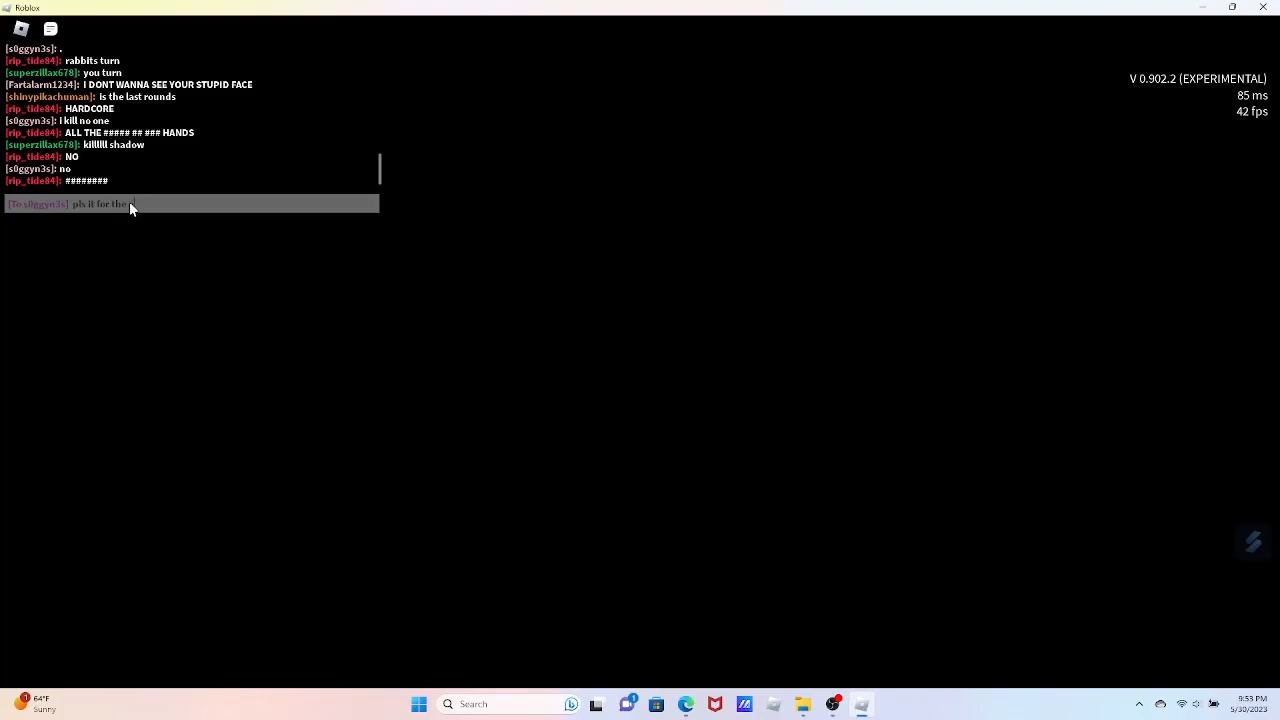 Roblox
[s0ggyn3s]: .
[rip_tide84]: rabbits turn
[superzillax678]: you turn
[Fartalarm1234]: I DONT WANNA SEE YOUR STUPID FACE
[shinypikachuman]: is the last rounds
[rip_tide84]: HARDCORE
[s0ggyn3s]: i kill no one
[rip_tide84]: ALL THE ##### ## ### HANDS
[superzillax678]: killllll shadow
[rip_tide84]: NO
[s0ggyn3s]: no
[rip_tide84]: ########
[To s0ggyn3s] pls it for the
V 0.902.2 (EXPERIMENTAL)
85 ms
42 fps
1
64°F
Sunny
Search
1
9:53 PM
5/30/2023